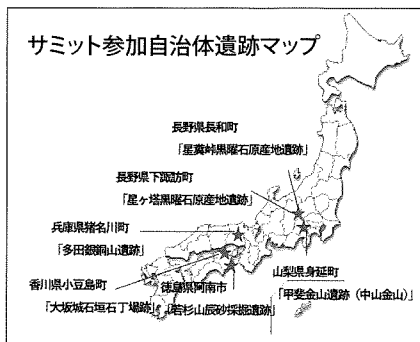 サミット参加自治体遺跡マップ
長野県長和町
「星糞峠黒曜石原産地遺跡」
長野県下諏訪町
「星ヶ塔黒曜石原産地遺跡」
兵庫県猪名川町
「多田銀銅山遺跡」
山梨県身延町
「甲斐金山遺跡（中山金山）」
香川県小豆島町
「大坂城石垣石丁場跡」
徳島県阿南市
「若杉山辰砂採掘遺跡」